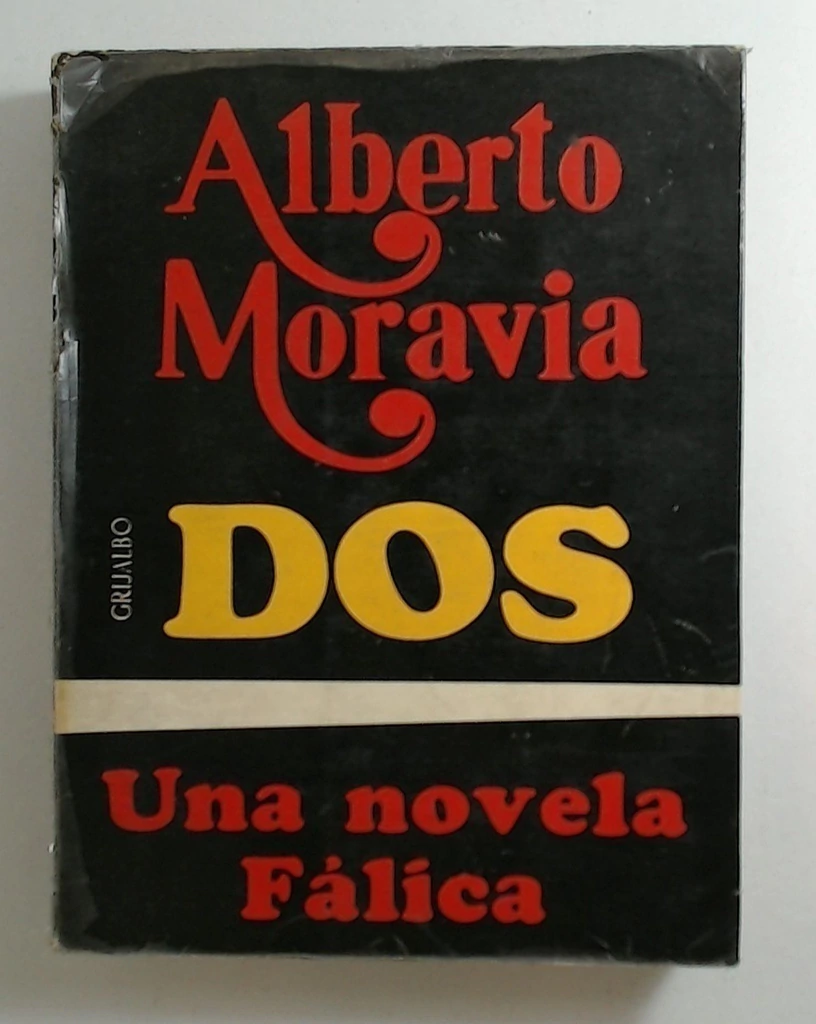 Alberto
Moravia
DOS
GRIJALBO
Una novela
Fálica